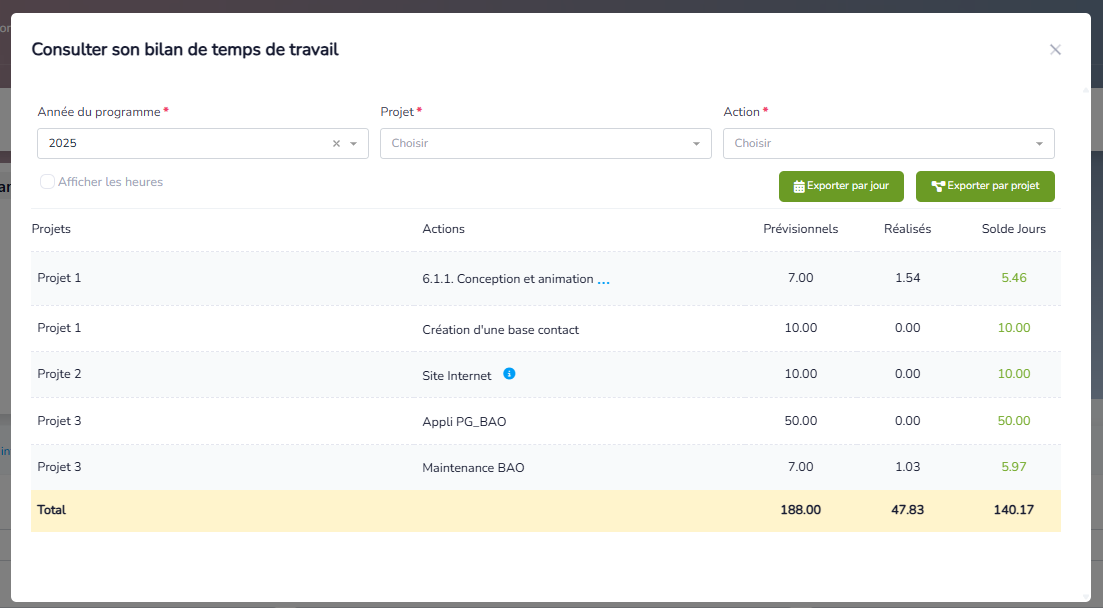 Consulter son bilan de temps de travail
Année du programme * Projet * Action *
2025 Choisir Choisir
Afficher les heures Exporter par jour Exporter par projet
Projets Actions Prévisionnels Réalisés Solde Jours
Projet 1 6.1.1. Conception et animation ... 7.00 1.54 5.46
Projet 1 Création d'une base contact 10.00 0.00 10.00
Projte 2 Site Internet 10.00 0.00 10.00
Projet 3 Appli PG_BAO 50.00 0.00 50.00
Projet 3 Maintenance BAO 7.00 1.03 5.97
Total 188.00 47.83 140.17